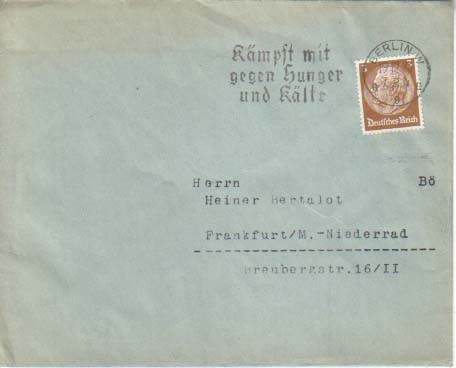 Kämpft mit
gegen Hunger
und Kälte
BERLIN W
Deutsches Reich
Herrn Bö
Heiner Bertalot
Frankfurt/M.-Niederrad
Breubergstr.16/II